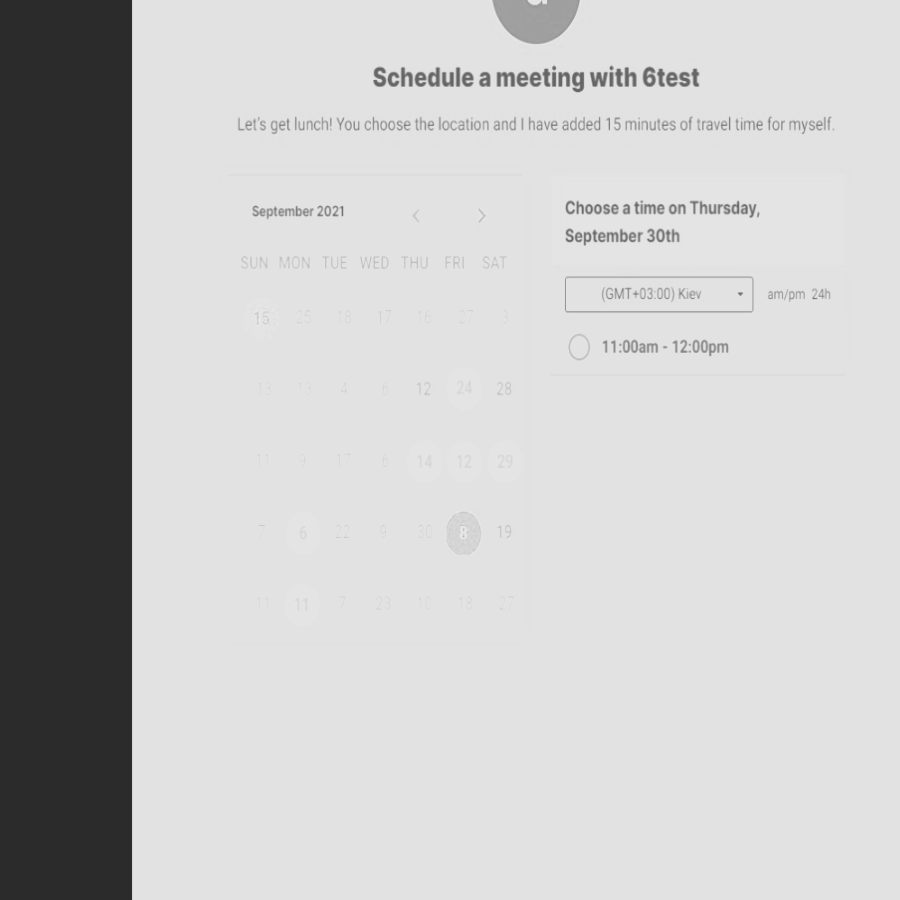 Schedule a meeting with 6test
Let's get lunch! You choose the location and I have added 15 minutes of travel time for myself.
September 2021
SUN MON TUE WED THU FRI SAT
15 25 18 17 16 27 3
13 13 4 6 12 24 28
11 9 17 6 14 12 29
7 6 22 9 30 8 19
11 11 7 23 10 18 27
Choose a time on Thursday,
September 30th
(GMT+03:00) Kiev am/pm 24h
11:00am - 12:00pm